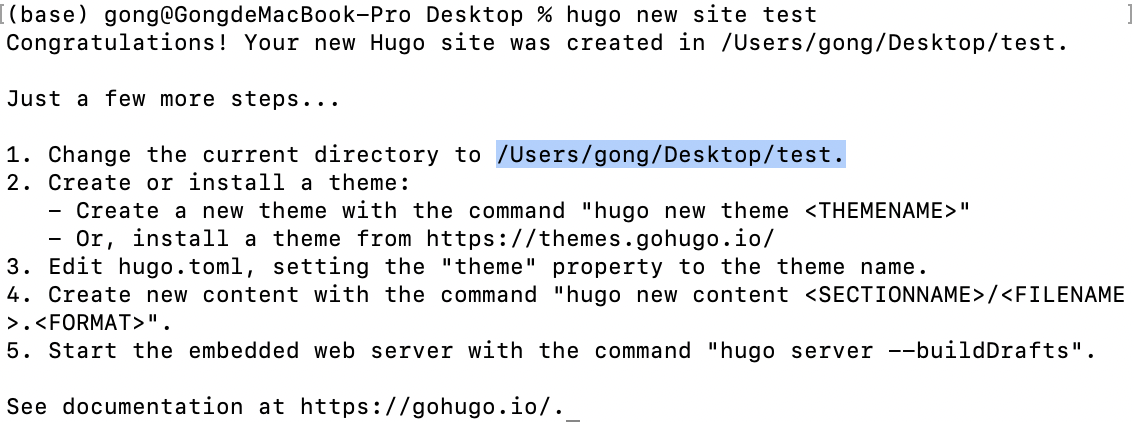 [(base) gong@GongdeMacBook-Pro Desktop % hugo new site test ]
Congratulations! Your new Hugo site was created in /Users/gong/Desktop/test.
Just a few more steps...
1. Change the current directory to /Users/gong/Desktop/test.
2. Create or install a theme:
   - Create a new theme with the command "hugo new theme <THEMENAME>"
   - Or, install a theme from https://themes.gohugo.io/
3. Edit hugo.toml, setting the "theme" property to the theme name.
4. Create new content with the command "hugo new content <SECTIONNAME>/<FILENAME
>.<FORMAT>".
5. Start the embedded web server with the command "hugo server --buildDrafts".
See documentation at https://gohugo.io/.